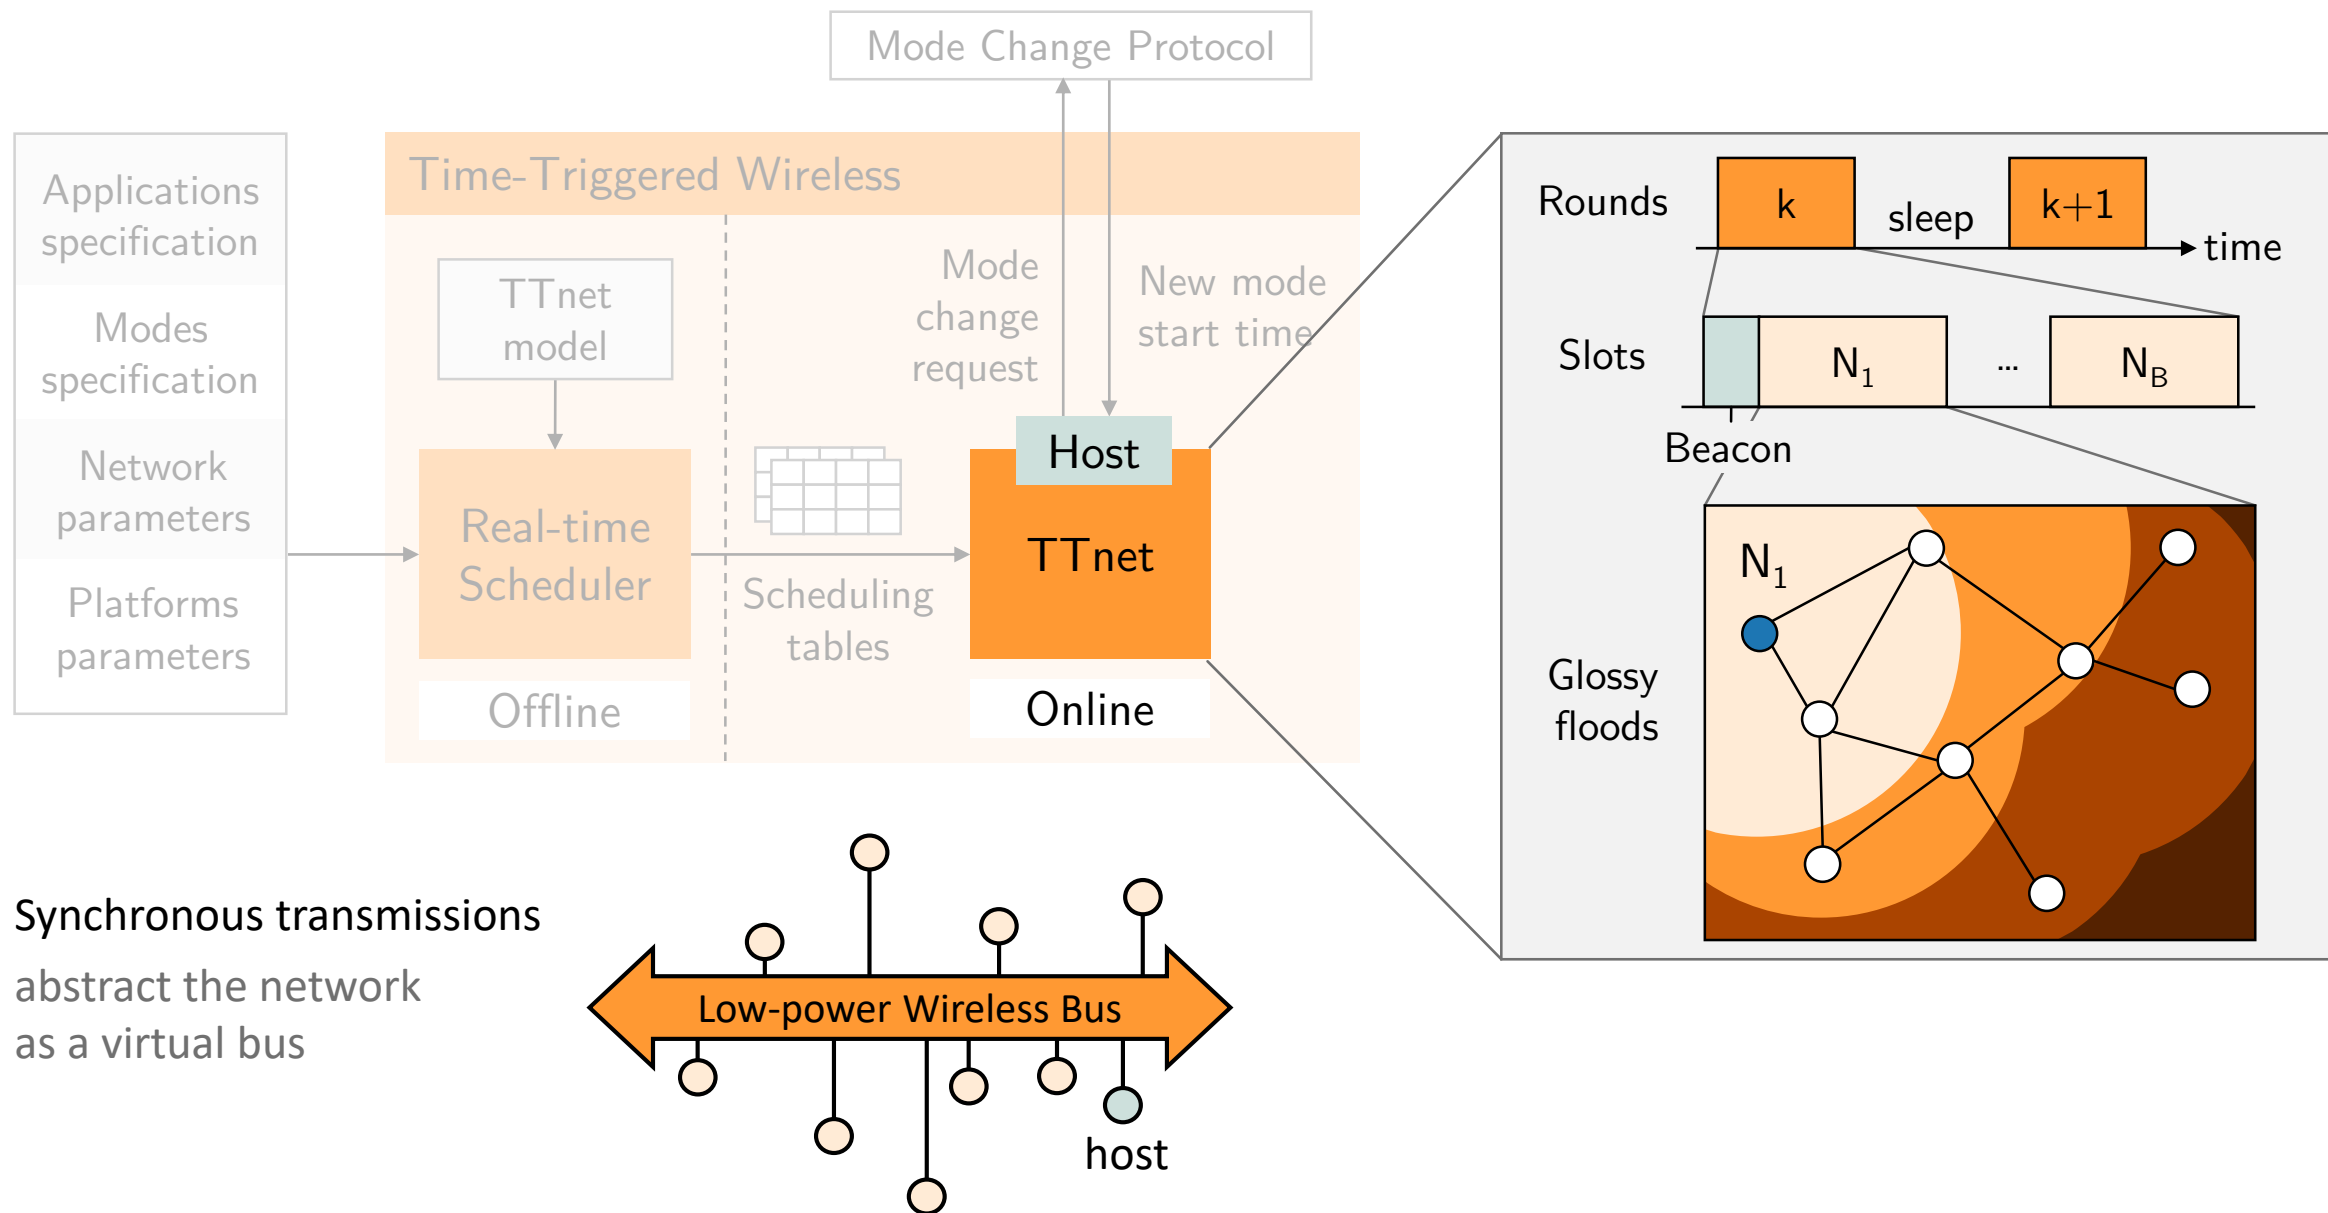 Mode Change Protocol
Applications
specification
Modes
specification
Network
parameters
Platforms
parameters
Time-Triggered Wireless
TTnet
model
Real-time
Scheduler
Offline
Scheduling
tables
Mode
change
request
New mode
start time
Host
TTnet
Online
Rounds
k
sleep
k+1
time
Slots
N₁
...
N_B
Beacon
N₁
Glossy
floods
Synchronous transmissions
abstract the network
as a virtual bus
Low-power Wireless Bus
host